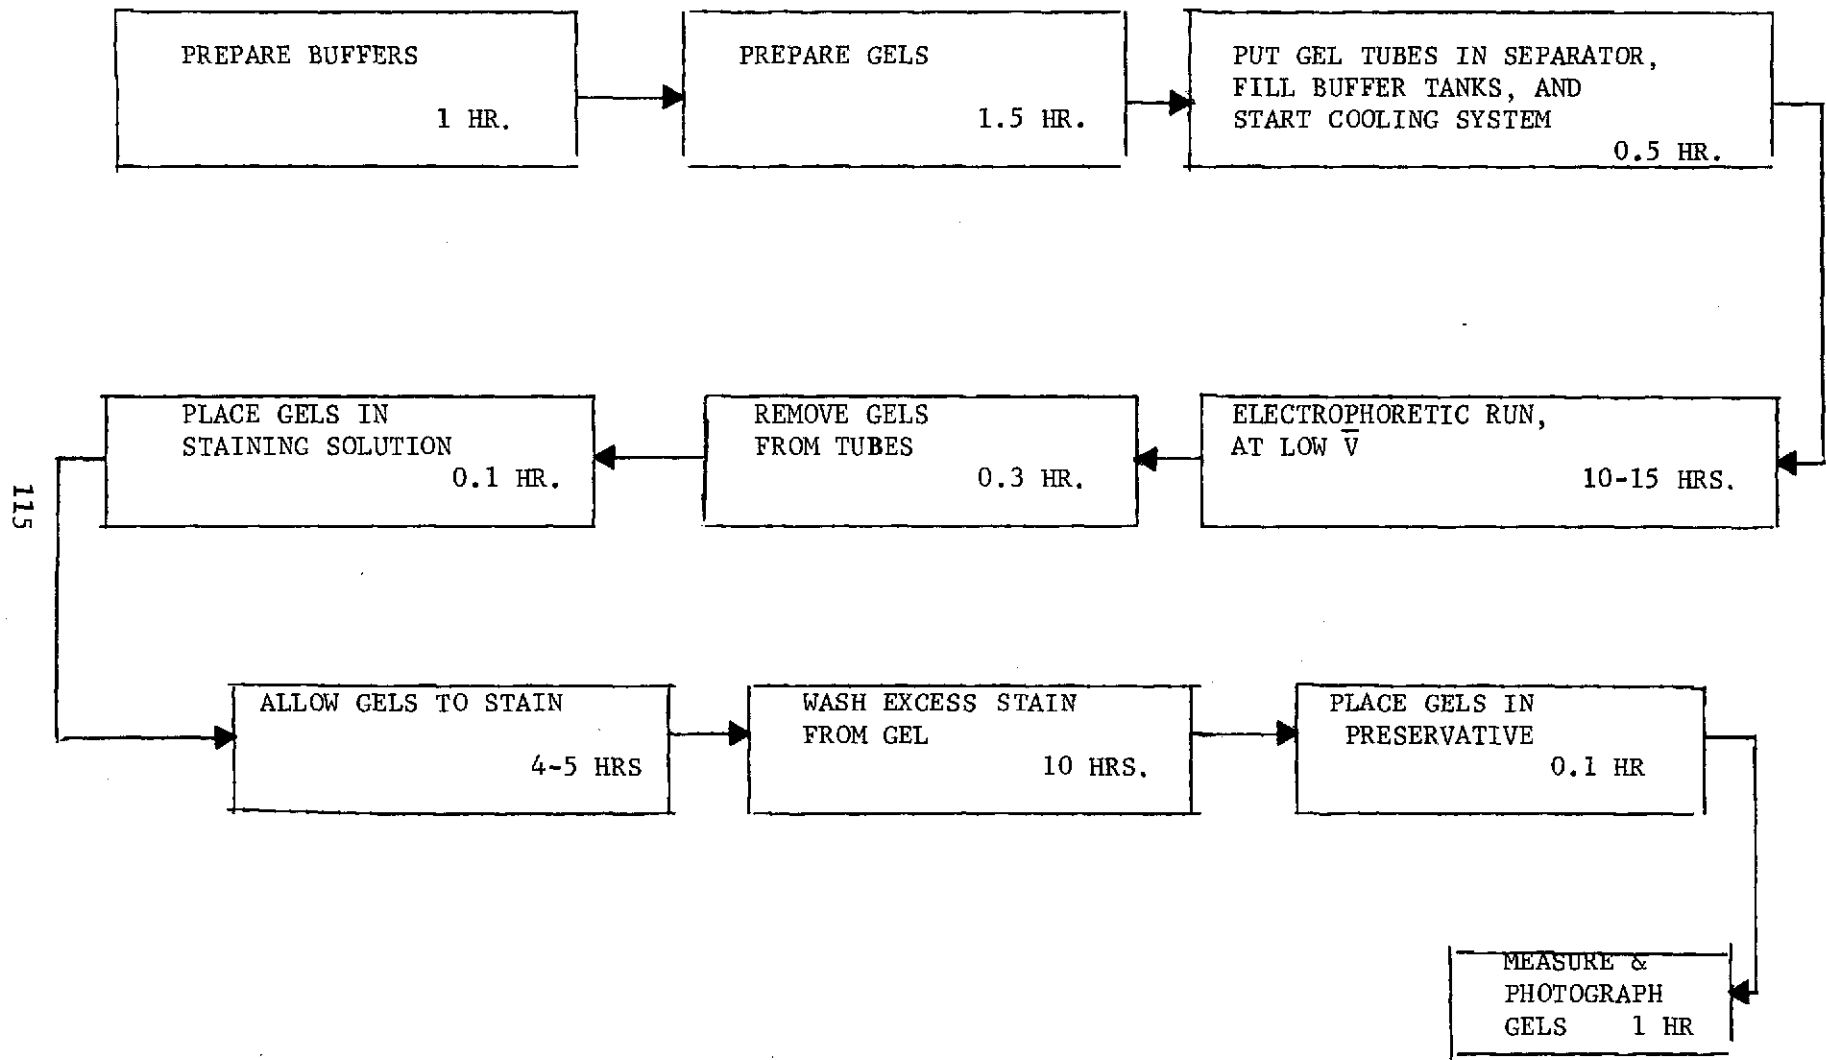 PREPARE BUFFERS
1 HR.
PREPARE GELS
1.5 HR.
PUT GEL TUBES IN SEPARATOR,
FILL BUFFER TANKS, AND
START COOLING SYSTEM
0.5 HR.
ELECTROPHORETIC RUN,
AT LOW V̅
10-15 HRS.
REMOVE GELS
FROM TUBES
0.3 HR.
PLACE GELS IN
STAINING SOLUTION
0.1 HR.
ALLOW GELS TO STAIN
4-5 HRS
WASH EXCESS STAIN
FROM GEL
10 HRS.
PLACE GELS IN
PRESERVATIVE
0.1 HR
MEASURE &
PHOTOGRAPH
GELS 1 HR
115